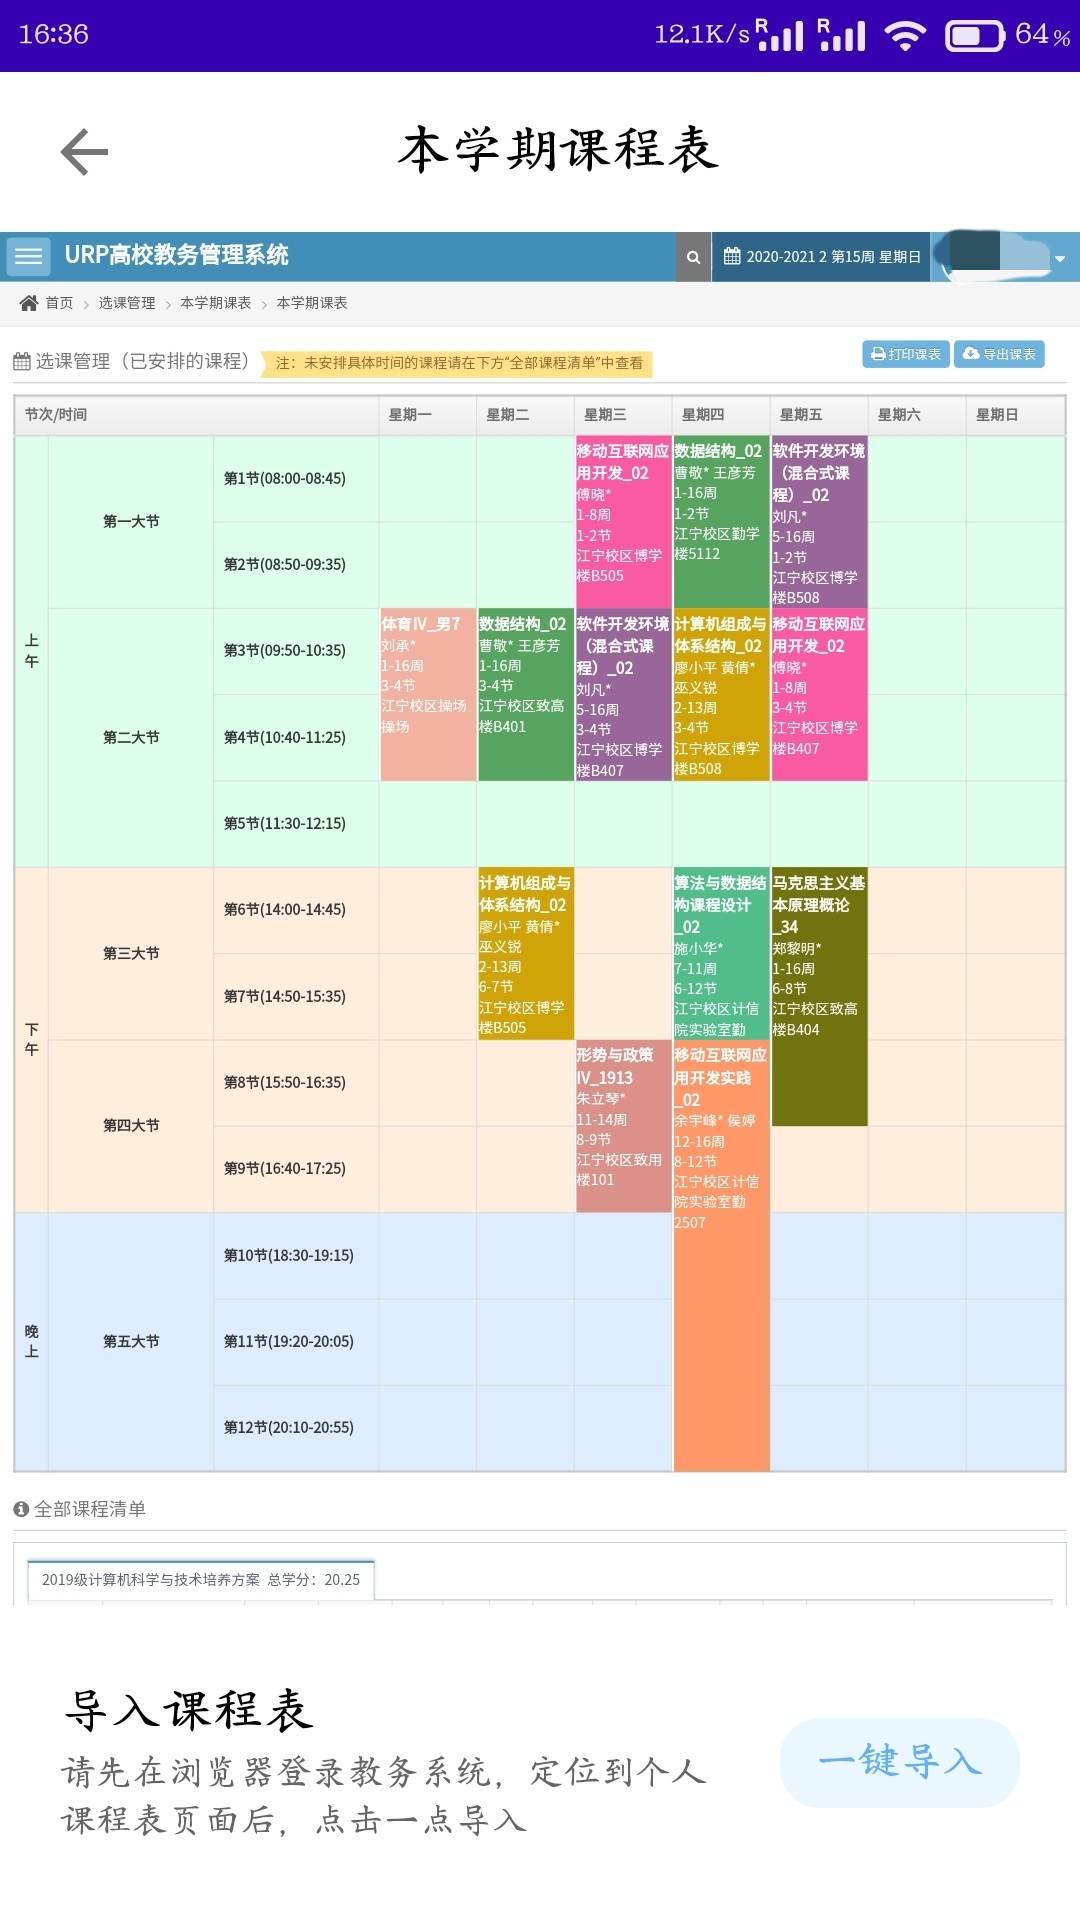 16:36
12.1K/s R R 64%
本学期课程表
URP高校教务管理系统
2020-2021 2 第15周 星期日
首页 > 选课管理 > 本学期课表 > 本学期课表
选课管理（已安排的课程）
注：未安排具体时间的课程请在下方“全部课程清单”中查看
打印课表 导出课表
节次/时间 星期一 星期二 星期三 星期四 星期五 星期六 星期日
上
午
第一大节
第1节(08:00-08:45)
第2节(08:50-09:35)
移动互联网应
用开发_02
傅晓*
1-8周
1-2节
江宁校区博学
楼B505
数据结构_02
曹敬* 王彦芳
1-16周
1-2节
江宁校区勤学
楼5112
软件开发环境
（混合式课
程）_02
刘凡*
5-16周
1-2节
江宁校区博学
楼B508
第二大节
第3节(09:50-10:35)
第4节(10:40-11:25)
第5节(11:30-12:15)
体育Ⅳ_男7
刘承*
1-16周
3-4节
江宁校区操场
操场
数据结构_02
曹敬* 王彦芳
1-16周
3-4节
江宁校区致高
楼B401
软件开发环境
（混合式课
程）_02
刘凡*
5-16周
3-4节
江宁校区博学
楼B407
计算机组成与
体系结构_02
廖小平 黄倩*
巫义锐
2-13周
3-4节
江宁校区博学
楼B508
移动互联网应
用开发_02
傅晓*
1-8周
3-4节
江宁校区博学
楼B407
下
午
第三大节
第6节(14:00-14:45)
第7节(14:50-15:35)
计算机组成与
体系结构_02
廖小平 黄倩*
巫义锐
2-13周
6-7节
江宁校区博学
楼B505
算法与数据结
构课程设计
_02
施小华*
7-11周
6-12节
江宁校区计信
院实验室勤
马克思主义基
本原理概论
_34
郑黎明*
1-16周
6-8节
江宁校区致高
楼B404
第四大节
第8节(15:50-16:35)
第9节(16:40-17:25)
形势与政策
Ⅳ_1913
朱立琴*
11-14周
8-9节
江宁校区致用
楼101
移动互联网应
用开发实践
_02
余宇峰* 侯婷
12-16周
8-12节
江宁校区计信
院实验室勤
2507
晚
上
第五大节
第10节(18:30-19:15)
第11节(19:20-20:05)
第12节(20:10-20:55)
全部课程清单
2019级计算机科学与技术培养方案 总学分：20.25
导入课程表
请先在浏览器登录教务系统，定位到个人
课程表页面后，点击一点导入
一键导入